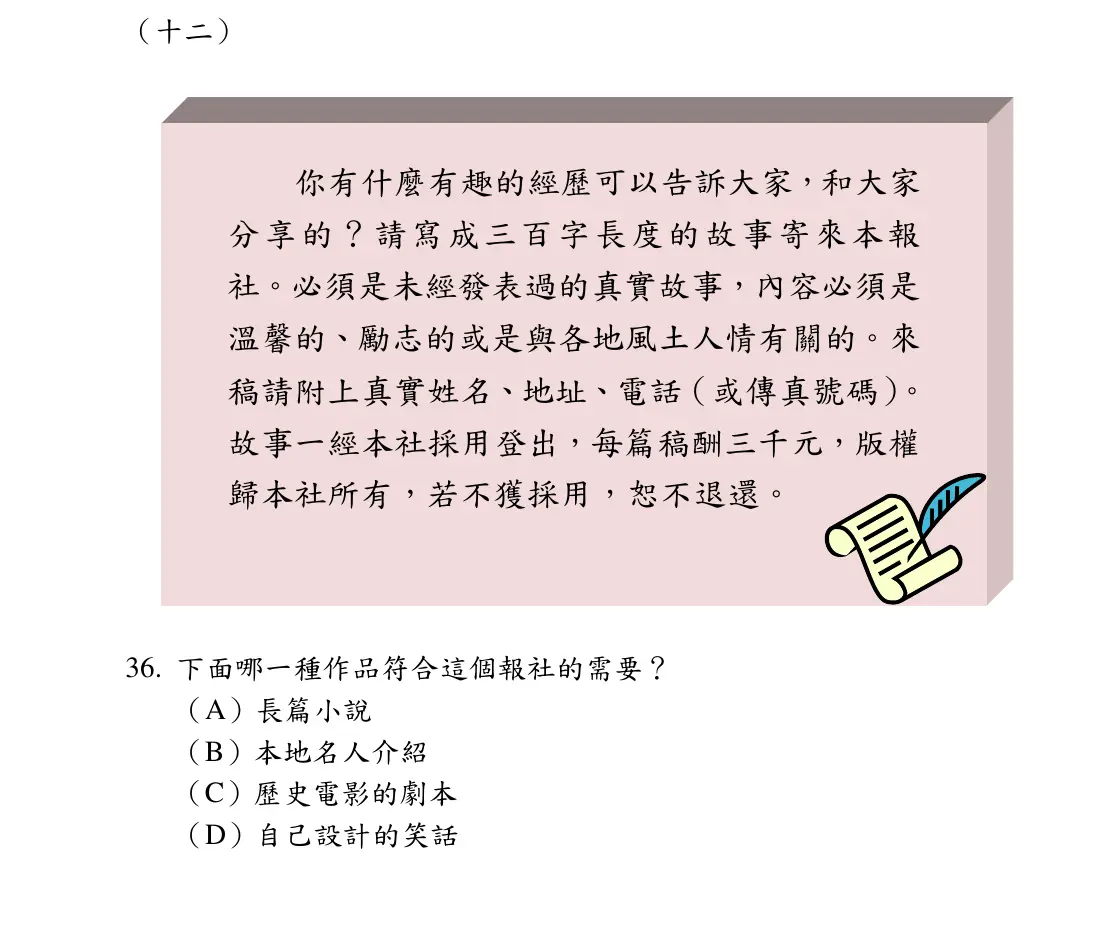 （十二）
你有什麼有趣的經歷可以告訴大家，和大家
分享的？請寫成三百字長度的故事寄來本報
社。必須是未經發表過的真實故事，內容必須是
溫馨的、勵志的或是與各地風土人情有關的。來
稿請附上真實姓名、地址、電話（或傳真號碼）。
故事一經本社採用登出，每篇稿酬三千元，版權
歸本社所有，若不獲採用，恕不退還。
36. 下面哪一種作品符合這個報社的需要？
（A）長篇小說
（B）本地名人介紹
（C）歷史電影的劇本
（D）自己設計的笑話